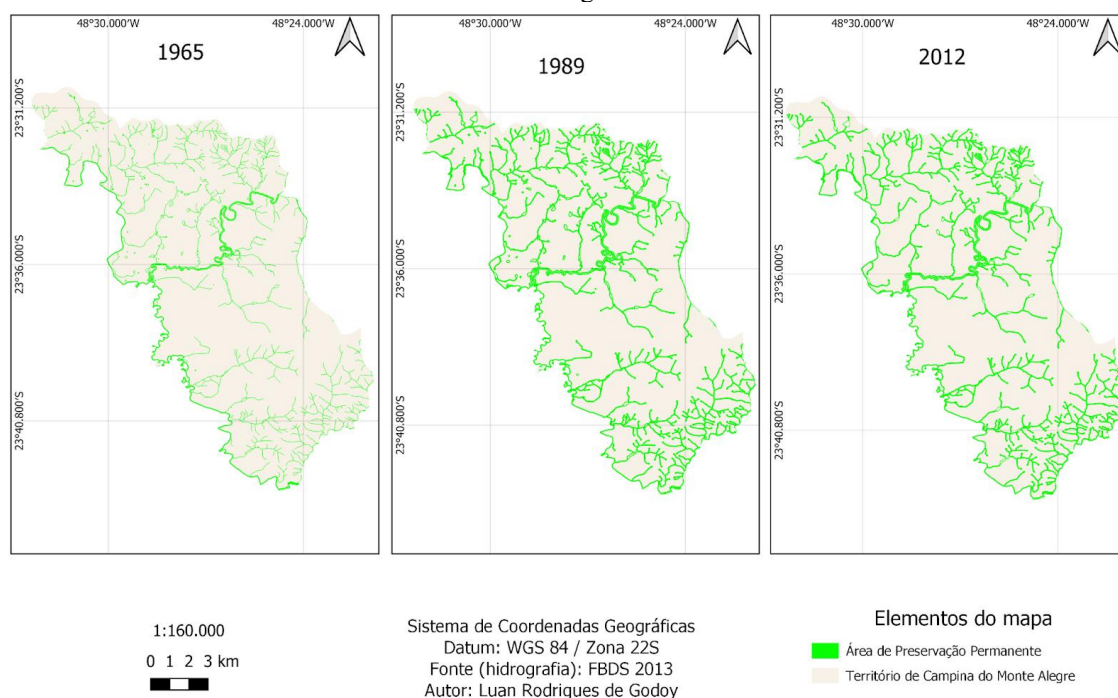 48°30.000'W 48°24.000'W
1965
23°31.200'S
23°36.000'S
23°40.800'S
48°30.000'W 48°24.000'W
1989
23°31.200'S
23°36.000'S
23°40.800'S
48°30.000'W 48°24.000'W
2012
23°31.200'S
23°36.000'S
23°40.800'S
1:160.000
0 1 2 3 km
Sistema de Coordenadas Geográficas
Datum: WGS 84 / Zona 22S
Fonte (hidrografia): FBDS 2013
Autor: Luan Rodrigues de Godoy
Elementos do mapa
Área de Preservação Permanente
Território de Campina do Monte Alegre